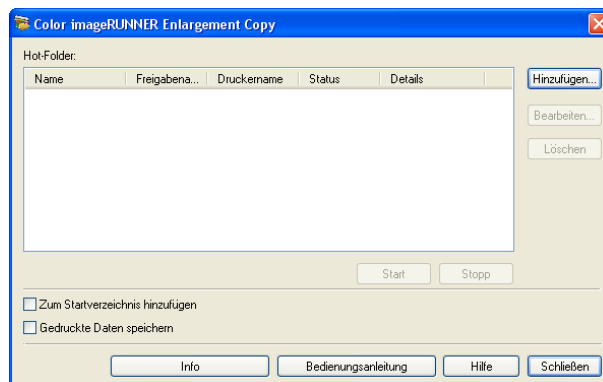 Color imageRUNNER Enlargement Copy
Hot-Folder:
Name Freigabena... Druckername Status Details
Hinzufügen...
Bearbeiten...
Löschen
Start Stopp
Zum Startverzeichnis hinzufügen
Gedruckte Daten speichern
Info Bedienungsanleitung Hilfe Schließen